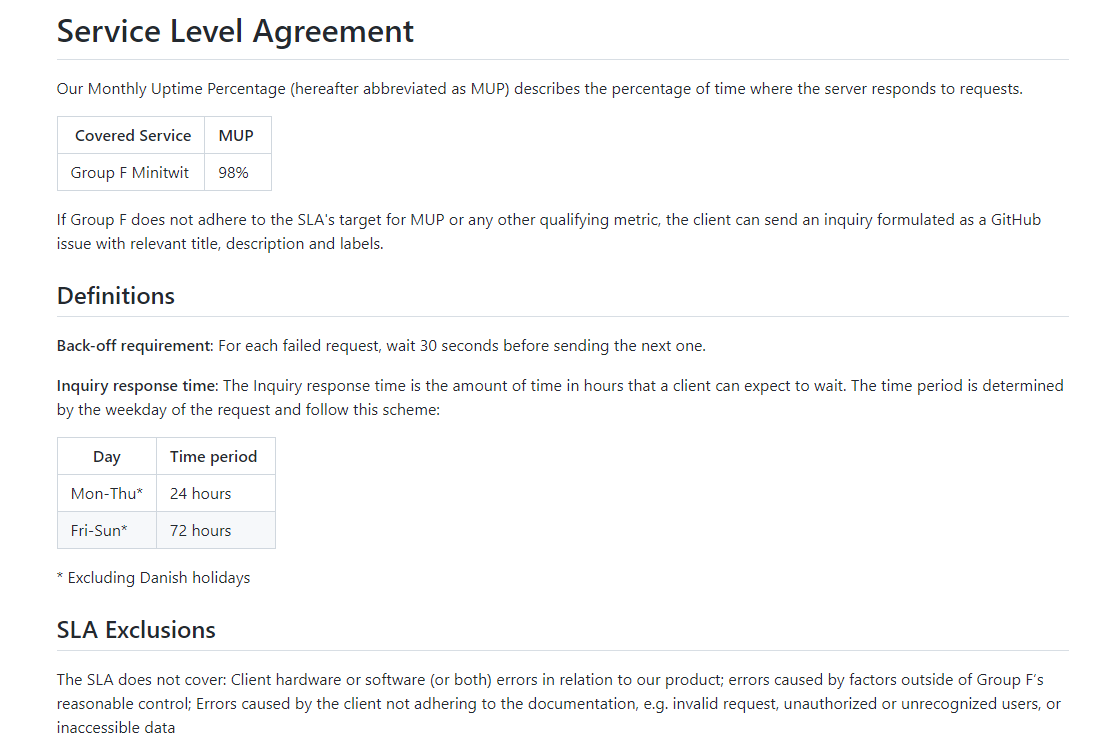 Service Level Agreement
Our Monthly Uptime Percentage (hereafter abbreviated as MUP) describes the percentage of time where the server responds to requests.
Covered Service MUP
Group F Minitwit 98%
If Group F does not adhere to the SLA's target for MUP or any other qualifying metric, the client can send an inquiry formulated as a GitHub
issue with relevant title, description and labels.
Definitions
Back-off requirement: For each failed request, wait 30 seconds before sending the next one.
Inquiry response time: The Inquiry response time is the amount of time in hours that a client can expect to wait. The time period is determined
by the weekday of the request and follow this scheme:
Day Time period
Mon-Thu* 24 hours
Fri-Sun* 72 hours
* Excluding Danish holidays
SLA Exclusions
The SLA does not cover: Client hardware or software (or both) errors in relation to our product; errors caused by factors outside of Group F’s
reasonable control; Errors caused by the client not adhering to the documentation, e.g. invalid request, unauthorized or unrecognized users, or
inaccessible data